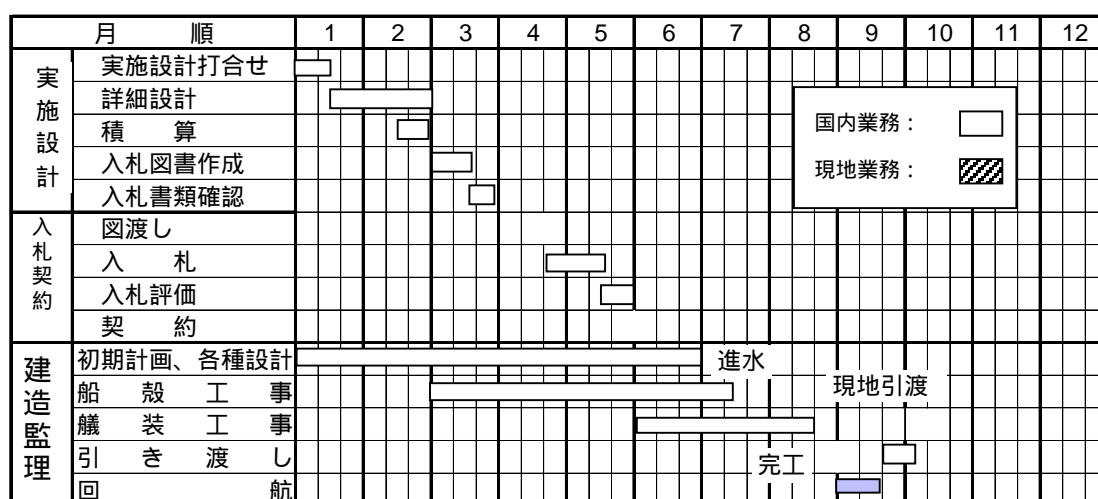 月 順 1 2 3 4 5 6 7 8 9 10 11 12
実施設計
実施設計打合せ
詳細設計
積 算
入札図書作成
入札書類確認
国内業務：
現地業務：
入札契約
図渡し
入 札
入札評価
契 約
建造監理
初期計画、各種設計 進水
船 殻 工 事 現地引渡
艤 装 工 事
引 き 渡 し 完工
回 航